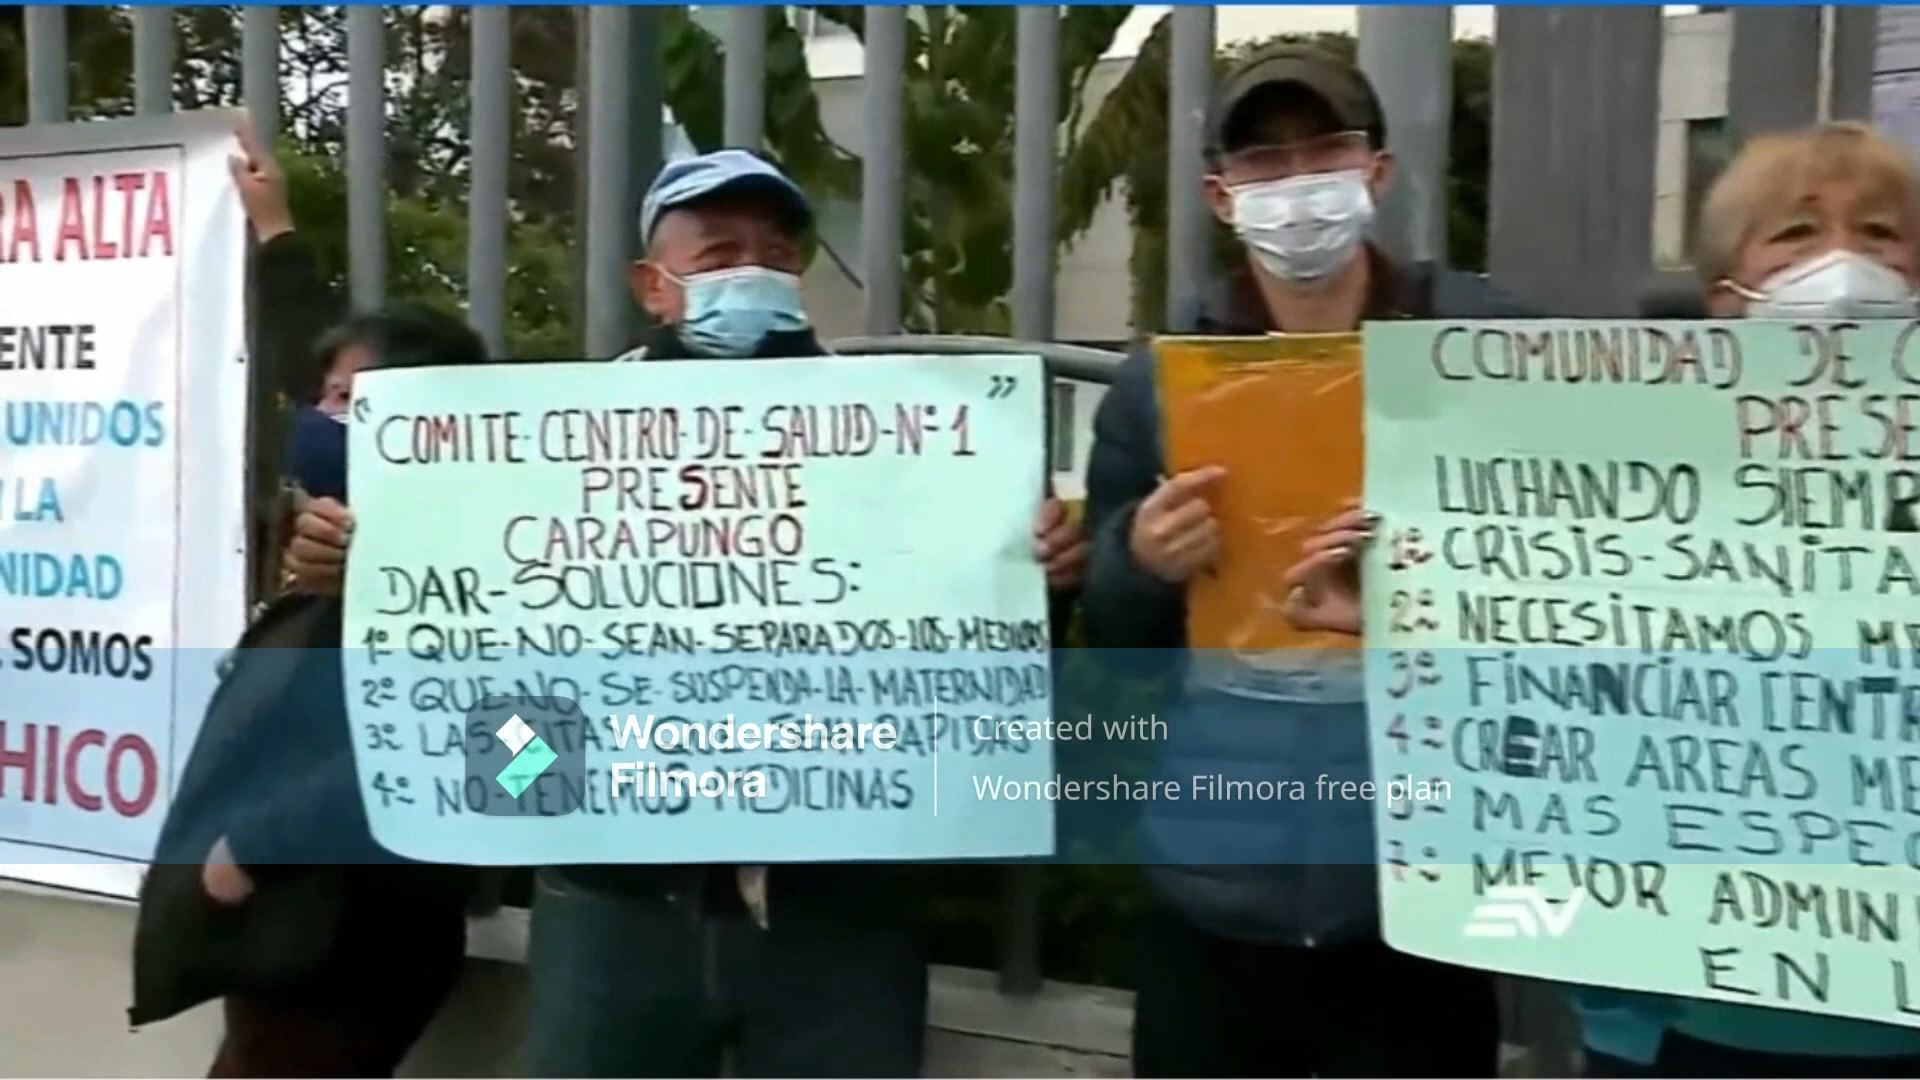 RA ALTA
ENTE
UNIDOS
LA
NIDAD
SOMOS
HICO
"COMITE-CENTRO-DE-SALUD-Nº1"
PRESENTE
CARAPUNGO
DAR-SOLUCIONES:
1º QUE-NO-SEAN-SEPARADOS-LOS-MEDICOS
2º QUE-NO-SE-SUSPENDA-LA-MATERNIDAD
3º LAS RAPIDAS
4º NO-TENEMOS MEDICINAS
COMUNIDAD DE C
PRESE
LUCHANDO SIEMPR
1º CRISIS-SANITA
2º NECESITAMOS ME
3º FINANCIAR CENTR
4º CREAR AREAS ME
MAS ESPEC
7º MEJOR ADMIN
EN L
Wondershare
Filmora
Created with
Wondershare Filmora free plan